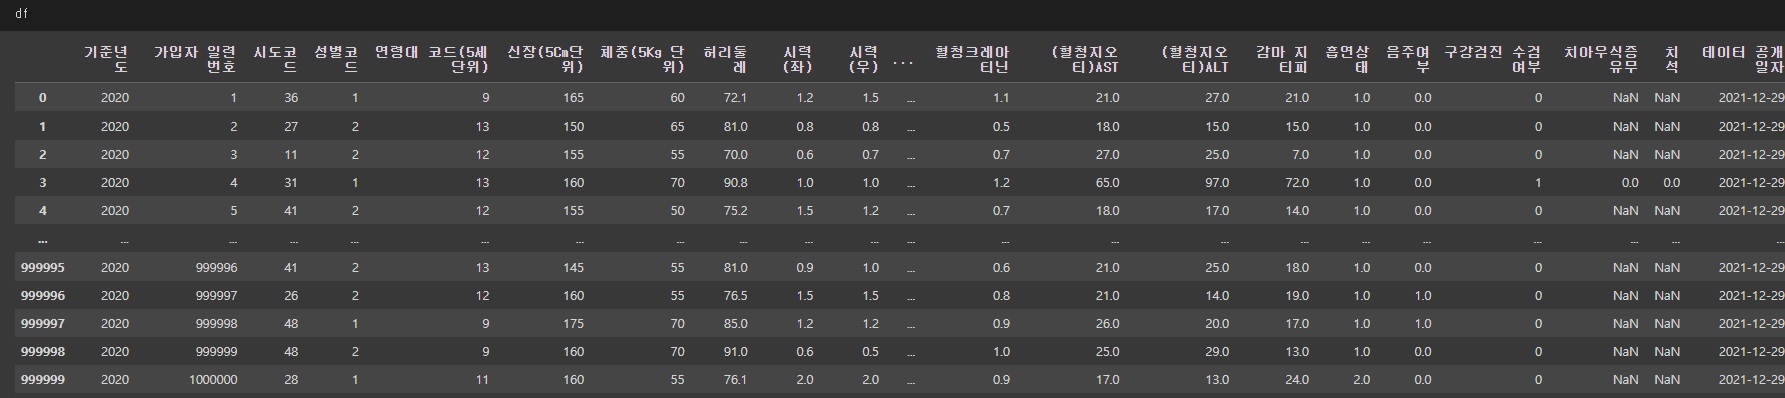 df
기준년 가입자 일련 시도코 성별코 연령대 코드(5세 신장(5Cm단 체중(5Kg 단 허리둘 시력 시력 ... 혈청크레아 (혈청지오 (혈청지오 감마 지 흡연상 음주여 구강검진 수검 치아우식증 치 데이터 공개
도 번호 드 드 단위) 위) 위) 레 (좌) (우) 티닌 티)AST 티)ALT 티피 태 부 여부 유무 석 일자
0 2020 1 36 1 9 165 60 72.1 1.2 1.5 ... 1.1 21.0 27.0 21.0 1.0 0.0 0 NaN NaN 2021-12-29
1 2020 2 27 2 13 150 65 81.0 0.8 0.8 ... 0.5 18.0 15.0 15.0 1.0 0.0 0 NaN NaN 2021-12-29
2 2020 3 11 2 12 155 55 70.0 0.6 0.7 ... 0.7 27.0 25.0 7.0 1.0 0.0 0 NaN NaN 2021-12-29
3 2020 4 31 1 13 160 70 90.8 1.0 1.0 ... 1.2 65.0 97.0 72.0 1.0 0.0 1 0.0 0.0 2021-12-29
4 2020 5 41 2 12 155 50 75.2 1.5 1.2 ... 0.7 18.0 17.0 14.0 1.0 0.0 0 NaN NaN 2021-12-29
... ... ... ... ... ... ... ... ... ... ... ... ... ... ... ... ... ... ... ... ... ...
999995 2020 999996 41 2 13 145 55 81.0 0.9 1.0 ... 0.6 21.0 25.0 18.0 1.0 0.0 0 NaN NaN 2021-12-29
999996 2020 999997 26 2 12 160 55 76.5 1.5 1.5 ... 0.8 21.0 14.0 19.0 1.0 1.0 0 NaN NaN 2021-12-29
999997 2020 999998 48 1 9 175 70 85.0 1.2 1.2 ... 0.9 26.0 20.0 17.0 1.0 1.0 0 NaN NaN 2021-12-29
999998 2020 999999 48 2 9 160 70 91.0 0.6 0.5 ... 1.0 25.0 29.0 13.0 1.0 0.0 0 NaN NaN 2021-12-29
999999 2020 1000000 28 1 11 160 55 76.1 2.0 2.0 ... 0.9 17.0 13.0 24.0 2.0 0.0 0 NaN NaN 2021-12-29